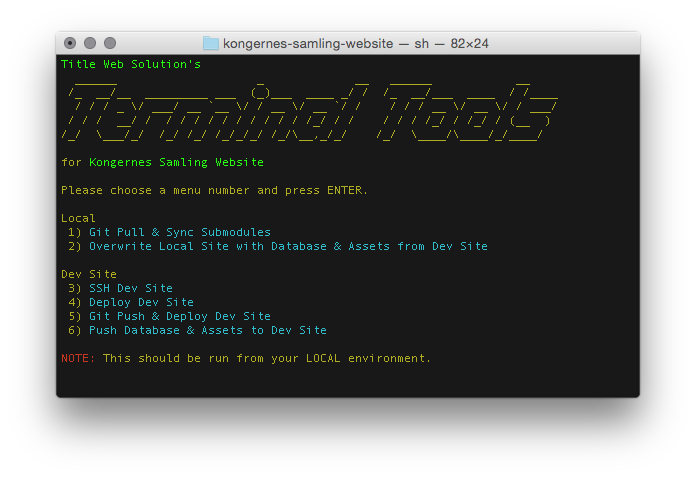 kongernes-samling-website — sh — 82×24
Title Web Solution's
Terminal Tools
for Kongernes Samling Website
Please choose a menu number and press ENTER.
Local
1) Git Pull & Sync Submodules
2) Overwrite Local Site with Database & Assets from Dev Site
Dev Site
3) SSH Dev Site
4) Deploy Dev Site
5) Git Push & Deploy Dev Site
6) Push Database & Assets to Dev Site
NOTE: This should be run from your LOCAL environment.